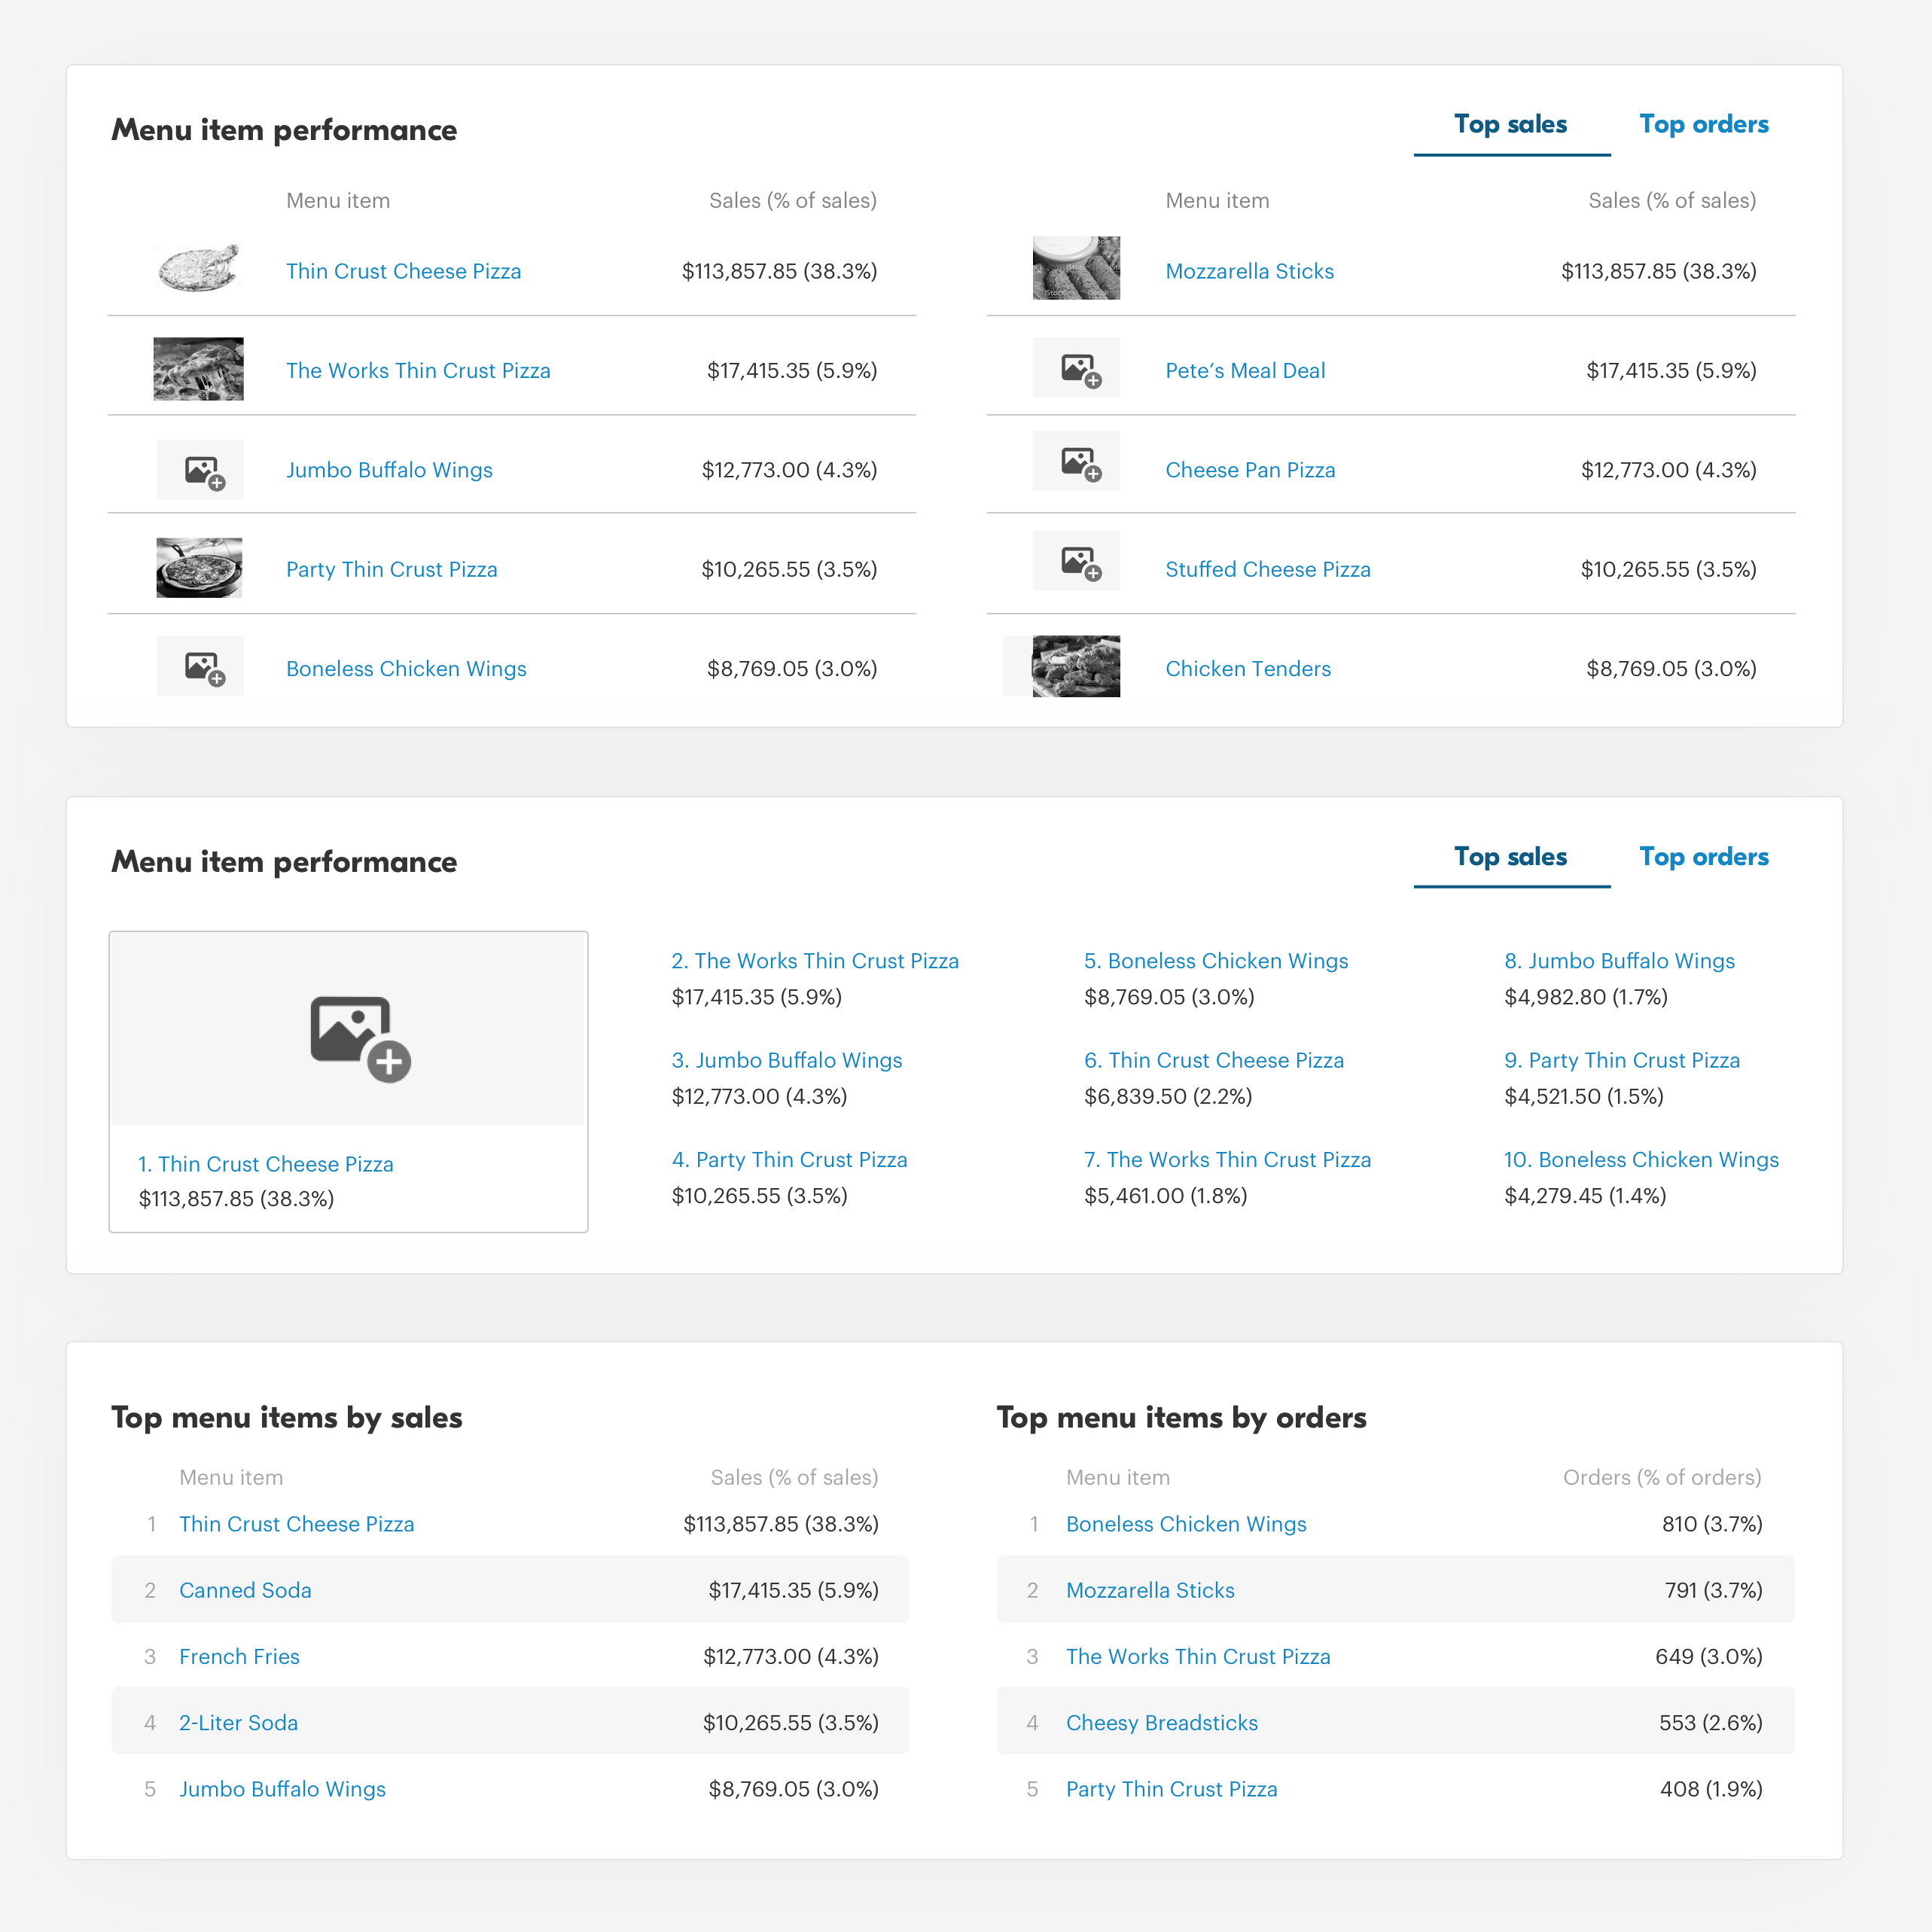 Menu item performance
Top sales Top orders
Menu item Sales (% of sales)
Thin Crust Cheese Pizza $113,857.85 (38.3%)
The Works Thin Crust Pizza $17,415.35 (5.9%)
Jumbo Buffalo Wings $12,773.00 (4.3%)
Party Thin Crust Pizza $10,265.55 (3.5%)
Boneless Chicken Wings $8,769.05 (3.0%)
Menu item Sales (% of sales)
Mozzarella Sticks $113,857.85 (38.3%)
Pete’s Meal Deal $17,415.35 (5.9%)
Cheese Pan Pizza $12,773.00 (4.3%)
Stuffed Cheese Pizza $10,265.55 (3.5%)
Chicken Tenders $8,769.05 (3.0%)
Menu item performance
Top sales Top orders
1. Thin Crust Cheese Pizza
$113,857.85 (38.3%)
2. The Works Thin Crust Pizza
$17,415.35 (5.9%)
3. Jumbo Buffalo Wings
$12,773.00 (4.3%)
4. Party Thin Crust Pizza
$10,265.55 (3.5%)
5. Boneless Chicken Wings
$8,769.05 (3.0%)
6. Thin Crust Cheese Pizza
$6,839.50 (2.2%)
7. The Works Thin Crust Pizza
$5,461.00 (1.8%)
8. Jumbo Buffalo Wings
$4,982.80 (1.7%)
9. Party Thin Crust Pizza
$4,521.50 (1.5%)
10. Boneless Chicken Wings
$4,279.45 (1.4%)
Top menu items by sales
Menu item Sales (% of sales)
1 Thin Crust Cheese Pizza $113,857.85 (38.3%)
2 Canned Soda $17,415.35 (5.9%)
3 French Fries $12,773.00 (4.3%)
4 2-Liter Soda $10,265.55 (3.5%)
5 Jumbo Buffalo Wings $8,769.05 (3.0%)
Top menu items by orders
Menu item Orders (% of orders)
1 Boneless Chicken Wings 810 (3.7%)
2 Mozzarella Sticks 791 (3.7%)
3 The Works Thin Crust Pizza 649 (3.0%)
4 Cheesy Breadsticks 553 (2.6%)
5 Party Thin Crust Pizza 408 (1.9%)